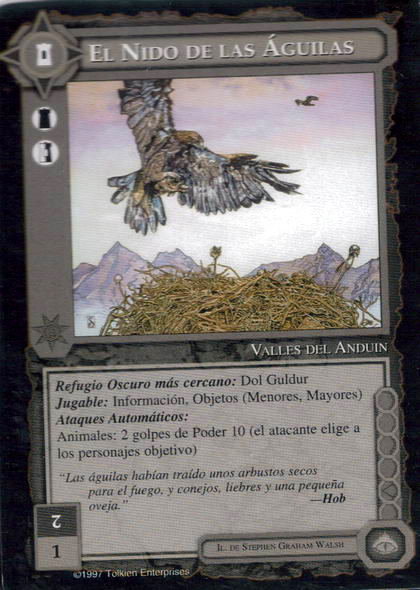 El Nido de las Águilas
Valles del Anduin
Refugio Oscuro más cercano: Dol Guldur
Jugable: Información, Objetos (Menores, Mayores)
Ataques Automáticos:
Animales: 2 golpes de Poder 10 (el atacante elige a
los personajes objetivo)
“Las águilas habían traído unos arbustos secos
para el fuego, y conejos, liebres y una pequeña
oveja.” —Hob
2
1
Il. de Stephen Graham Walsh
©1997 Tolkien Enterprises